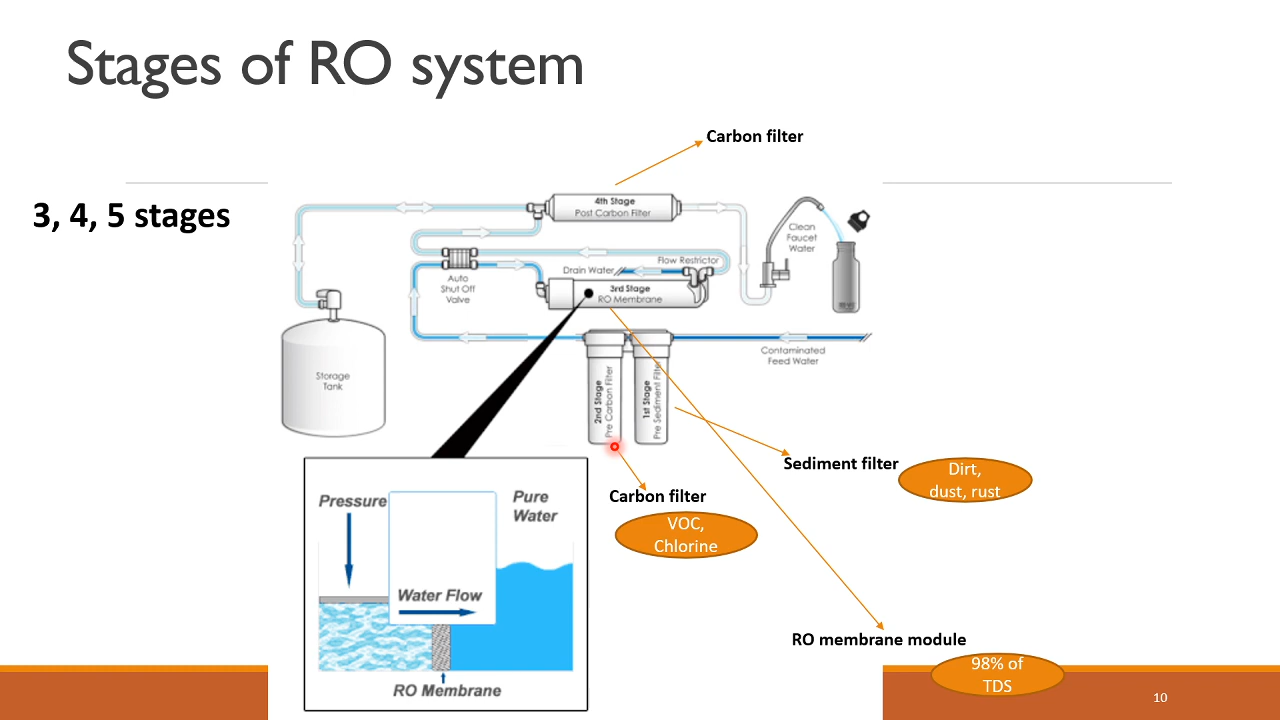 Stages of RO system
3, 4, 5 stages
Carbon filter
4th Stage
Post Carbon Filter
Clean
Faucet
Water
Auto
Shut Off
Valve
Drain Water
Flow Restrictor
3rd Stage
RO Membrane
Contaminated
Feed Water
Storage
Tank
2nd Stage
Pre Carbon Filter
1st Stage
Pre Sediment Filter
Sediment filter
Dirt,
dust, rust
Carbon filter
VOC,
Chlorine
Pressure
Pure
Water
Water Flow
RO Membrane
RO membrane module
98% of
TDS
10